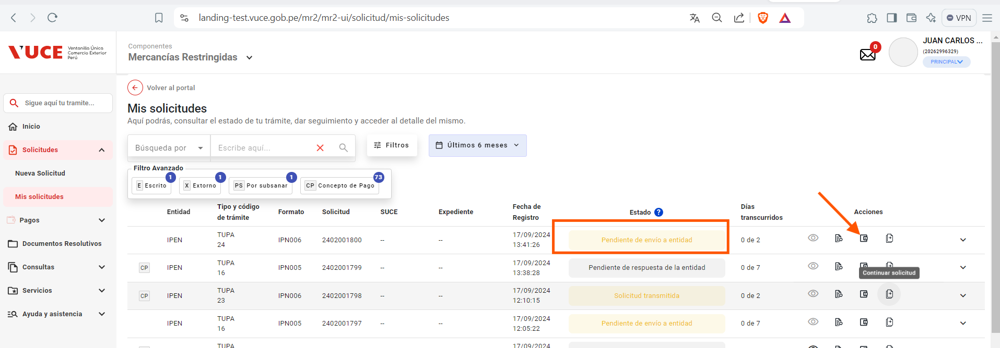 landing-test.vuce.gob.pe/mr2/mr2-ui/solicitud/mis-solicitudes
VPN
VUCE Ventanilla Única
Comercio Exterior
Perú
Componentes
Mercancías Restringidas
0
JUAN CARLOS ...
(20262996329)
PRINCIPAL
Sigue aquí tu tramite...
Inicio
Solicitudes
Nueva Solicitud
Mis solicitudes
Pagos
Documentos Resolutivos
Consultas
Servicios
Ayuda y asistencia
Volver al portal
Mis solicitudes
Aquí podrás, consultar el estado de tu trámite, dar seguimiento y acceder al detalle del mismo.
Búsqueda por
Escribe aquí...
Filtros
Últimos 6 meses
Filtro Avanzado
E Escrito 1
X Extorno 1
PS Por subsanar 1
CP Concepto de Pago 73
Entidad
Tipo y código
de trámite
Formato
Solicitud
SUCE
Expediente
Fecha de
Registro
Estado ?
Días
transcurridos
Acciones
IPEN
TUPA
24
IPN006
2402001800
--
--
17/09/2024
13:41:26
Pendiente de envío a entidad
0 de 2
CP
IPEN
TUPA
16
IPN005
2402001799
--
--
17/09/2024
13:38:28
Pendiente de respuesta de la entidad
0 de 7
Continuar solicitud
CP
IPEN
TUPA
23
IPN006
2402001798
--
--
17/09/2024
12:10:15
Solicitud transmitida
0 de 2
IPEN
TUPA
16
IPN005
2402001797
--
--
17/09/2024
12:05:22
Pendiente de envío a entidad
0 de 7
TUPA
17/09/2024